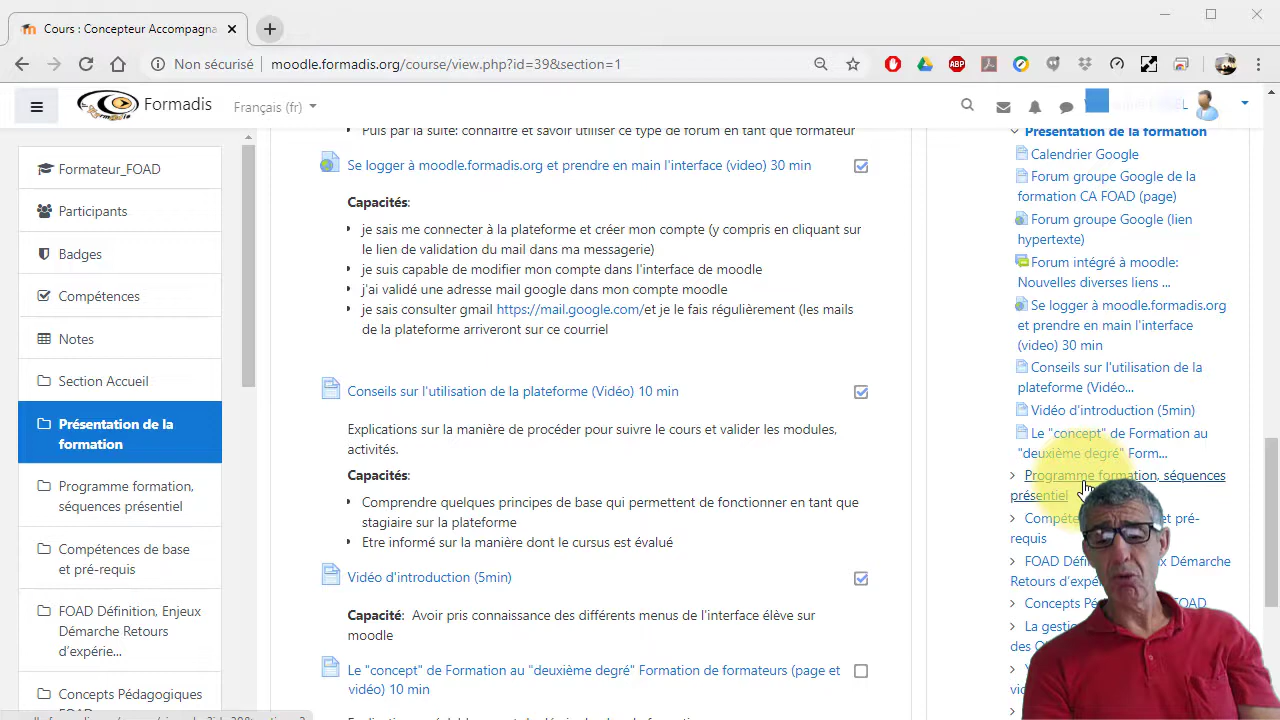 Cours : Concepteur Accompagna
Non sécurisé
moodle.formadis.org/course/view.php?id=39&section=1
ABP
Formadis
Français (fr)
Formateur_FOAD
Participants
Badges
Compétences
Notes
Section Accueil
Présentation de la
formation
Programme formation,
séquences présentiel
Compétences de base
et pré-requis
FOAD Définition, Enjeux
Démarche Retours
d'expérie...
Concepts Pédagogiques
Puis par la suite: connaitre et savoir utiliser ce type de forum en tant que formateur
Se logger à moodle.formadis.org et prendre en main l'interface (video) 30 min
Capacités:
je sais me connecter à la plateforme et créer mon compte (y compris en cliquant sur
le lien de validation du mail dans ma messagerie)
je suis capable de modifier mon compte dans l'interface de moodle
j'ai validé une adresse mail google dans mon compte moodle
je sais consulter gmail https://mail.google.com/et je le fais régulièrement (les mails
de la plateforme arriveront sur ce courriel
Conseils sur l'utilisation de la plateforme (Vidéo) 10 min
Explications sur la manière de procéder pour suivre le cours et valider les modules,
activités.
Capacités:
Comprendre quelques principes de base qui permettent de fonctionner en tant que
stagiaire sur la plateforme
Etre informé sur la manière dont le cursus est évalué
Vidéo d'introduction (5min)
Capacité: Avoir pris connaissance des différents menus de l'interface élève sur
moodle
Le "concept" de Formation au "deuxième degré" Formation de formateurs (page et
vidéo) 10 min
Présentation de la formation
Calendrier Google
Forum groupe Google de la
formation CA FOAD (page)
Forum groupe Google (lien
hypertexte)
Forum intégré à moodle:
Nouvelles diverses liens ...
Se logger à moodle.formadis.org
et prendre en main l'interface
(video) 30 min
Conseils sur l'utilisation de la
plateforme (Vidéo...
Vidéo d'introduction (5min)
Le "concept" de Formation au
"deuxième degré" Form...
Programme formation, séquences
présentiel
et pré-
requis
FOAD Démarche
Retours
La